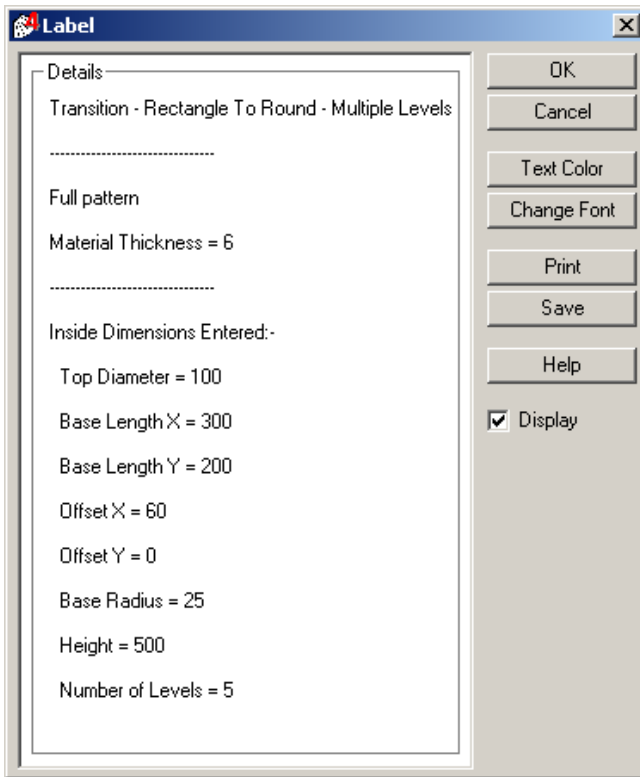 Label
Details
Transition - Rectangle To Round - Multiple Levels
--------------------------------
Full pattern
Material Thickness = 6
--------------------------------
Inside Dimensions Entered:-
Top Diameter = 100
Base Length X = 300
Base Length Y = 200
Offset X = 60
Offset Y = 0
Base Radius = 25
Height = 500
Number of Levels = 5
OK
Cancel
Text Color
Change Font
Print
Save
Help
Display